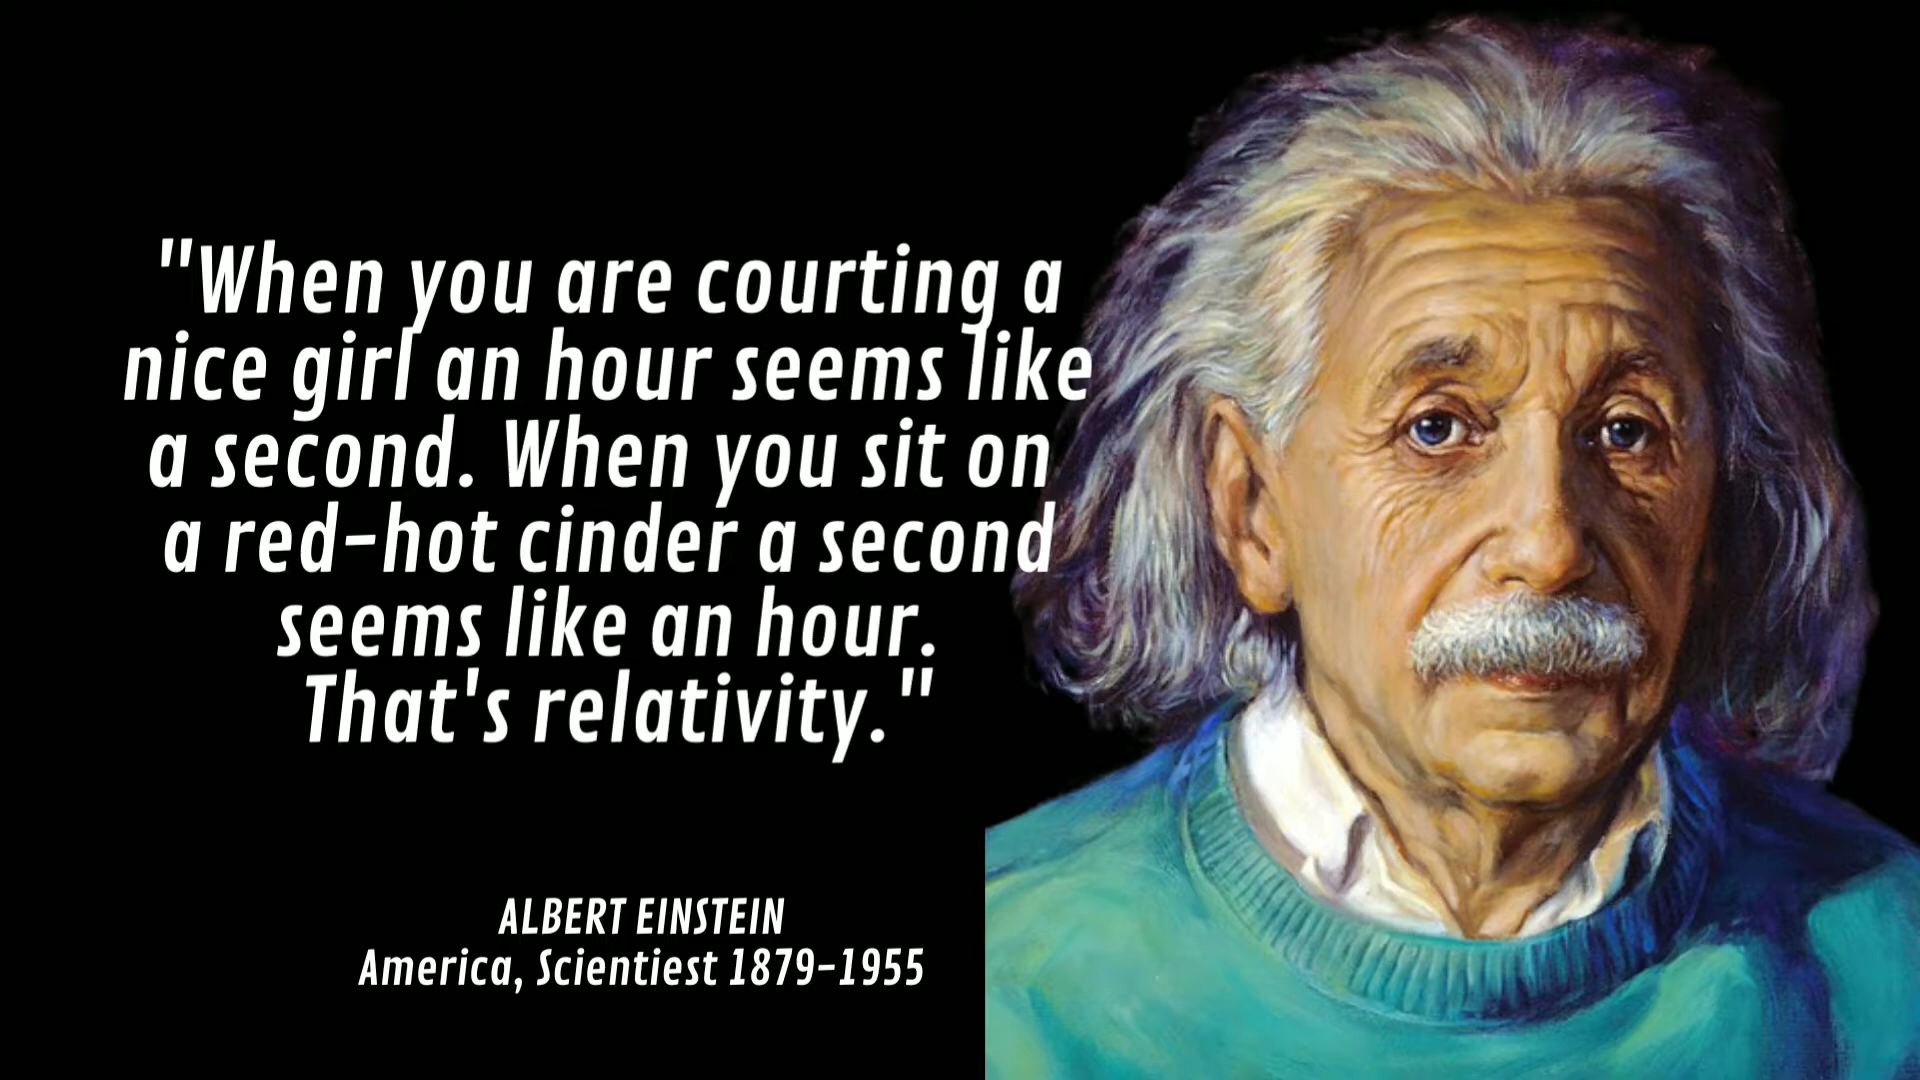 "When you are courting a
nice girl an hour seems like
a second. When you sit on
a red-hot cinder a second
seems like an hour.
That's relativity."
ALBERT EINSTEIN
America, Scientiest 1879-1955